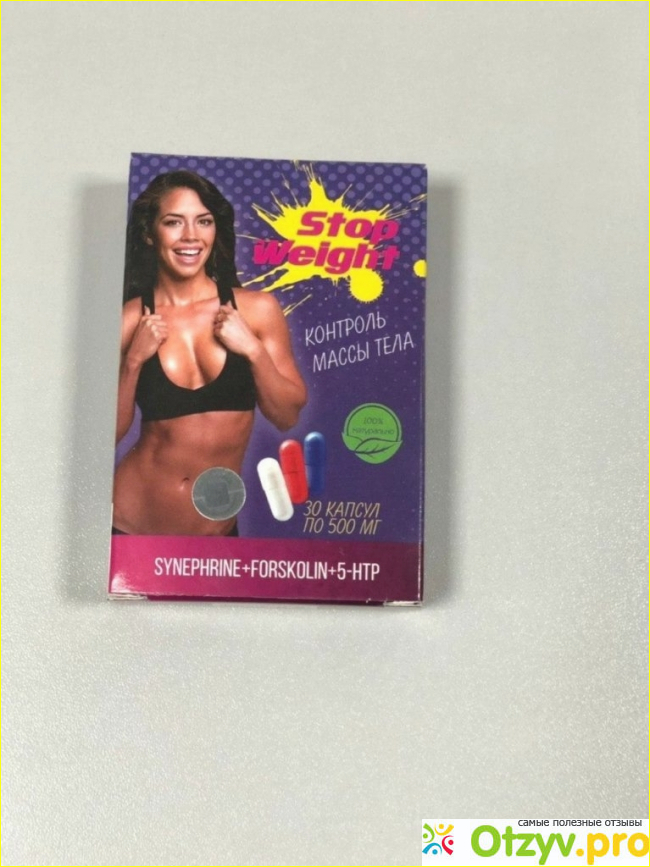 Stop
Weight
КОНТРОЛЬ
МАССЫ ТЕЛА
100%
натурально
30 КАПСУЛ
ПО 500 МГ
SYNEPHRINE+FORSKOLIN+5-HTP
самые полезные отзывы
Otzyv.pro